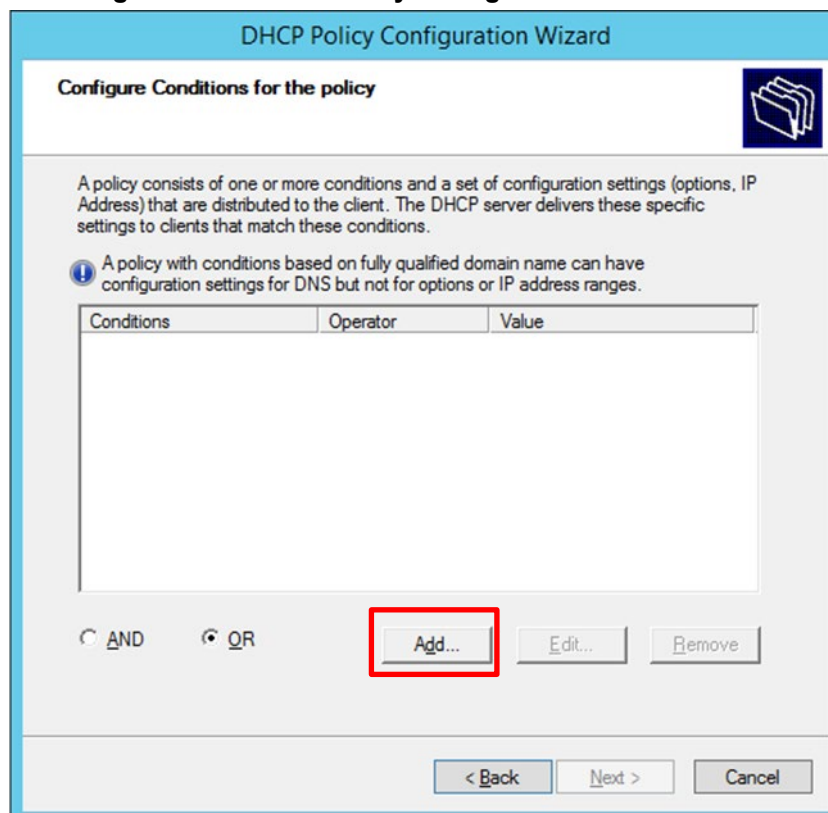 DHCP Policy Configuration Wizard
Configure Conditions for the policy
A policy consists of one or more conditions and a set of configuration settings (options, IP
Address) that are distributed to the client. The DHCP server delivers these specific
settings to clients that match these conditions.
A policy with conditions based on fully qualified domain name can have
configuration settings for DNS but not for options or IP address ranges.
Conditions Operator Value
AND OR Add... Edit... Remove
< Back Next > Cancel